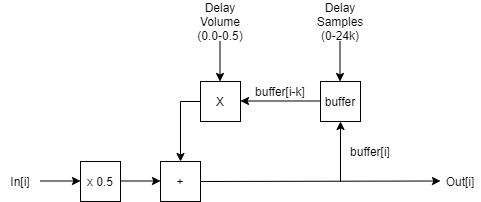 Delay
Volume
(0.0-0.5)
Delay
Samples
(0-24k)
X
buffer[i-k]
buffer
buffer[i]
In[i]
x 0.5
+
Out[i]